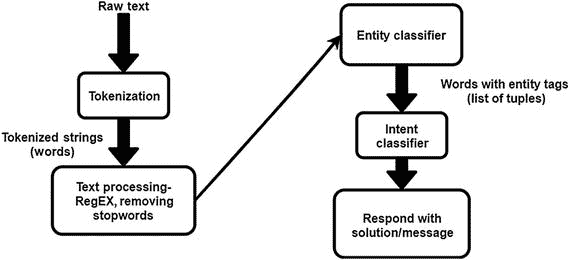 Raw text
Tokenization
Tokenized strings
(words)
Text processing-
RegEX, removing
stopwords
Entity classifier
Words with entity tags
(list of tuples)
Intent
classifier
Respond with
solution/message